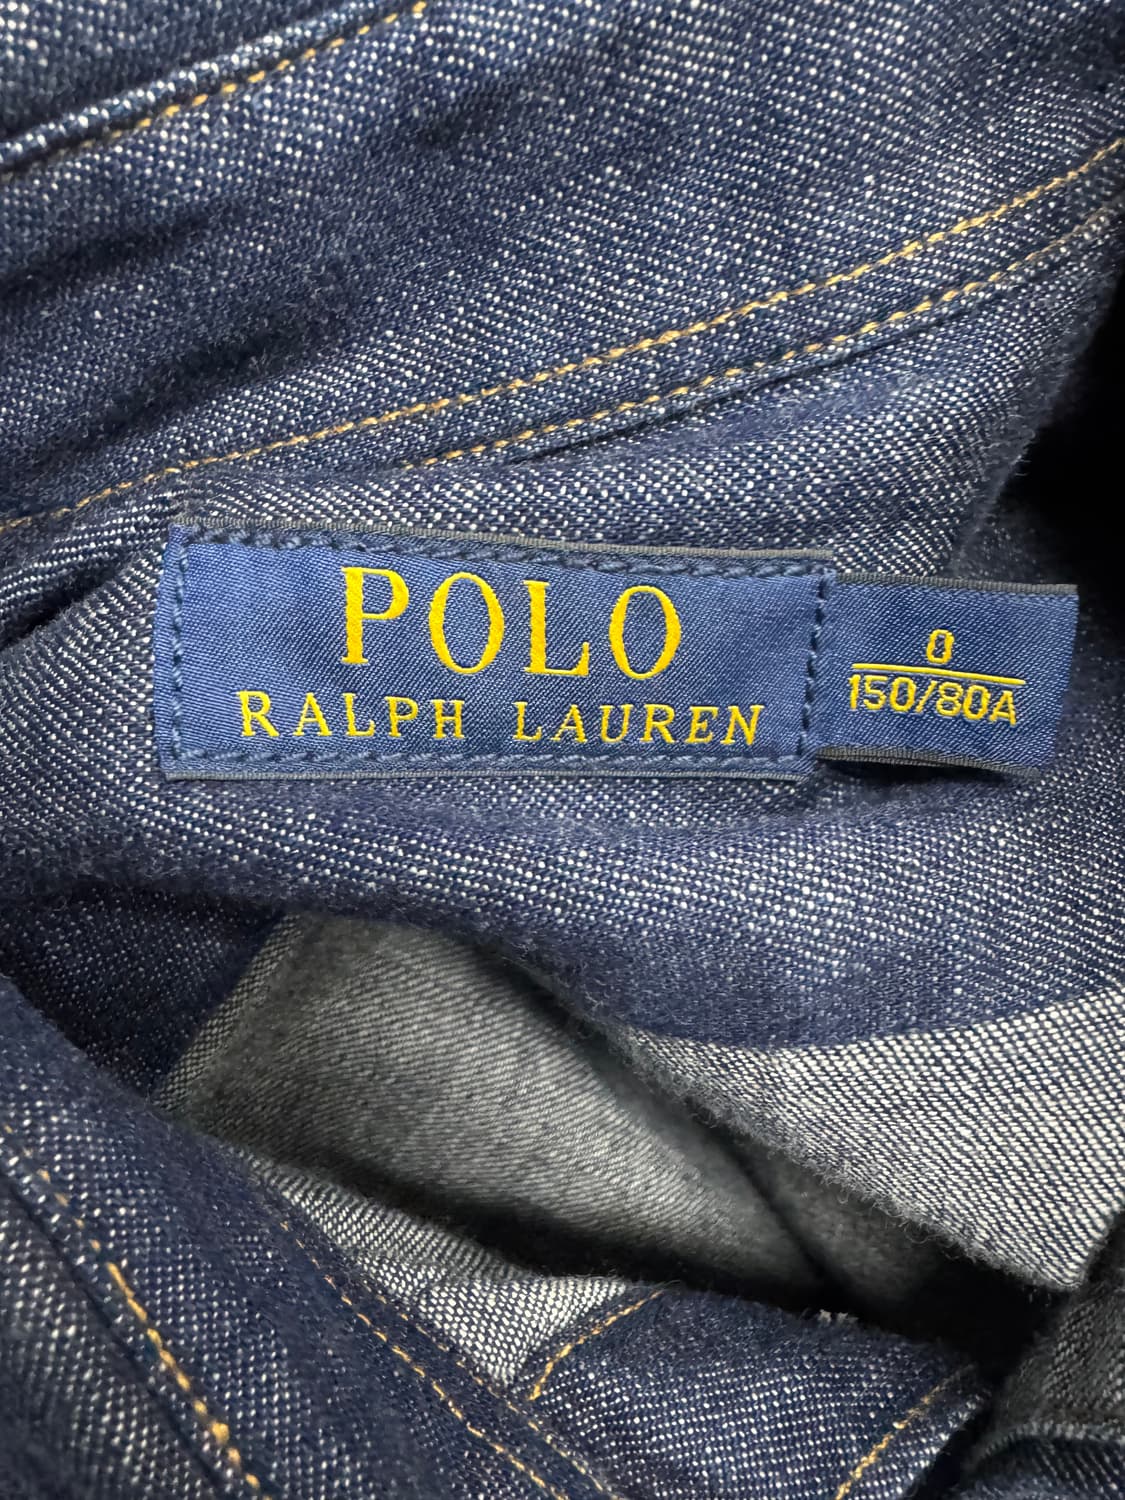 POLO
RALPH LAUREN
0
150/80A